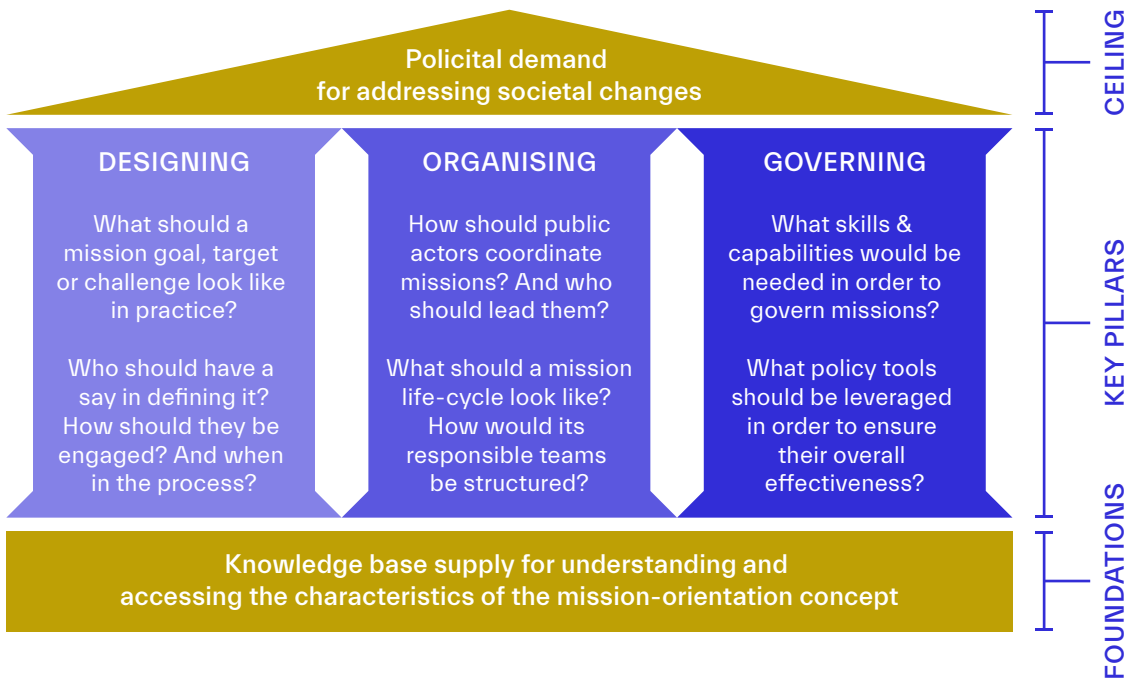 Policital demand
for addressing societal changes
CEILING
DESIGNING
What should a
mission goal, target
or challenge look like
in practice?
Who should have a
say in defining it?
How should they be
engaged? And when
in the process?
ORGANISING
How should public
actors coordinate
missions? And who
should lead them?
What should a mission
life-cycle look like?
How would its
responsible teams
be structured?
GOVERNING
What skills &
capabilities would be
needed in order to
govern missions?
What policy tools
should be leveraged
in order to ensure
their overall
effectiveness?
KEY PILLARS
Knowledge base supply for understanding and
accessing the characteristics of the mission-orientation concept
FOUNDATIONS